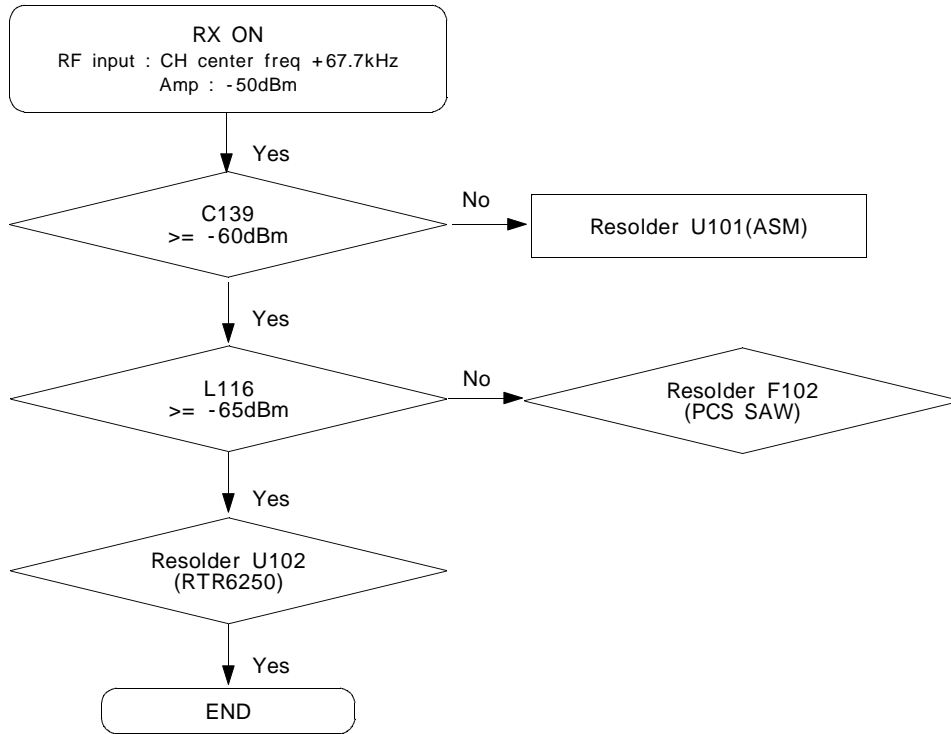 RX ON
RF input : CH center freq +67.7kHz
Amp : -50dBm
Yes
C139
>= -60dBm
No
Resolder U101(ASM)
Yes
L116
>= -65dBm
No
Resolder F102
(PCS SAW)
Yes
Resolder U102
(RTR6250)
Yes
END